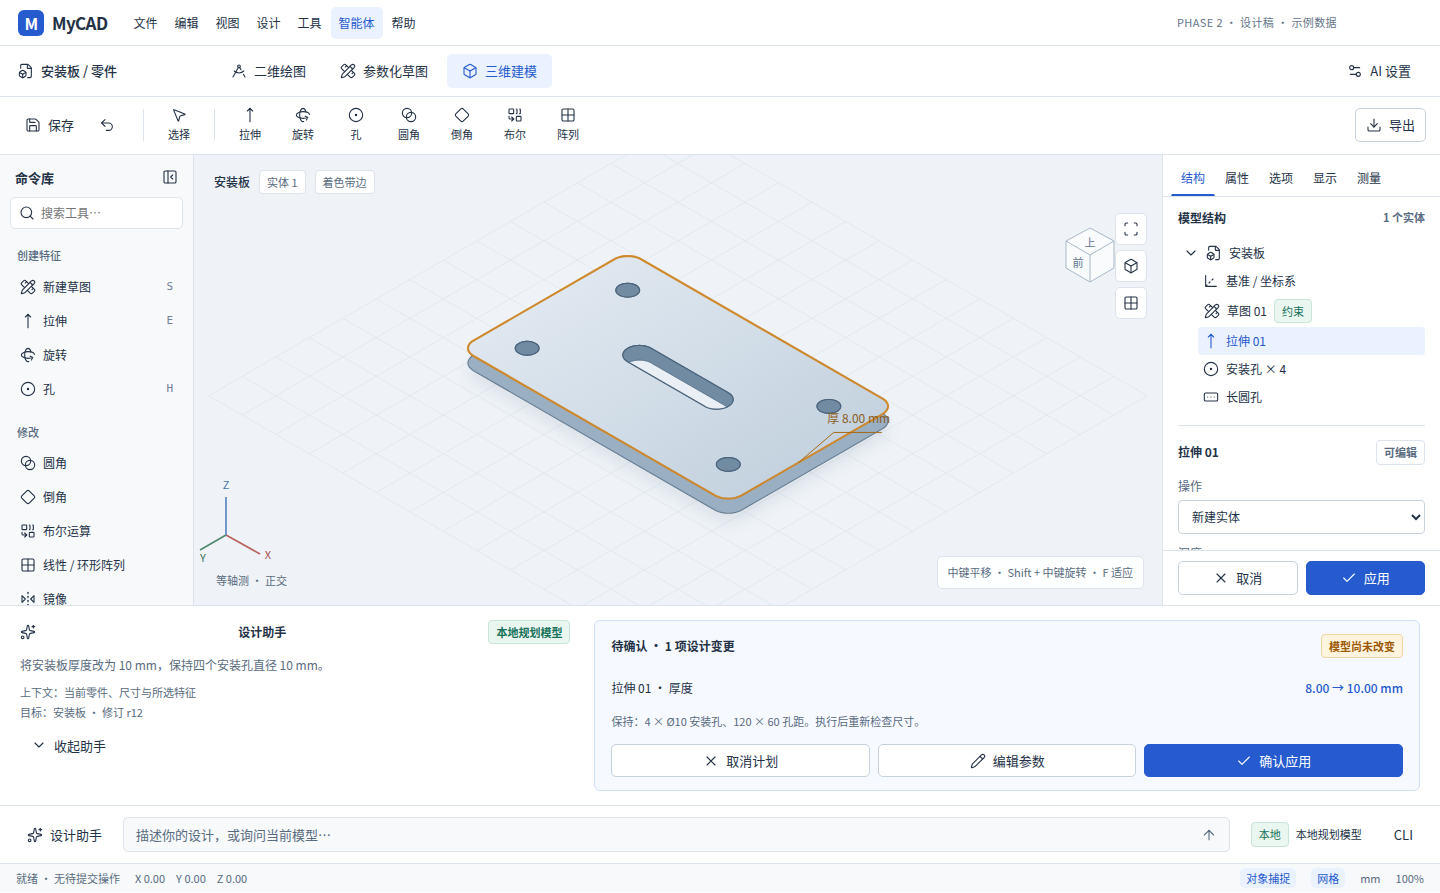 M MyCAD 文件 编辑 视图 设计 工具 智能体 帮助 PHASE 2 · 设计稿 · 示例数据
安装板 / 零件 二维绘图 参数化草图 三维建模 AI 设置
保存 选择 拉伸 旋转 孔 圆角 倒角 布尔 阵列 导出
命令库
搜索工具…
创建特征
新建草图 S
拉伸 E
旋转
孔 H
修改
圆角
倒角
布尔运算
线性 / 环形阵列
镜像
安装板 实体 1 着色带边
上
前
厚 8.00 mm
Z
Y
X
等轴测 · 正交
中键平移 · Shift + 中键旋转 · F 适应
结构 属性 选项 显示 测量
模型结构 1 个实体
安装板
基准 / 坐标系
草图 01 约束
拉伸 01
安装孔 × 4
长圆孔
拉伸 01 可编辑
操作
新建实体
取消 应用
设计助手 本地规划模型
将安装板厚度改为 10 mm，保持四个安装孔直径 10 mm。
上下文：当前零件、尺寸与所选特征
目标：安装板 · 修订 r12
收起助手
待确认 · 1 项设计变更 模型尚未改变
拉伸 01 · 厚度 8.00 → 10.00 mm
保持：4 × Ø10 安装孔、120 × 60 孔距。执行后重新检查尺寸。
取消计划 编辑参数 确认应用
设计助手 描述你的设计，或询问当前模型… 本地 本地规划模型 CLI
就绪 · 无待提交操作 X 0.00 Y 0.00 Z 0.00 对象捕捉 网格 mm 100%